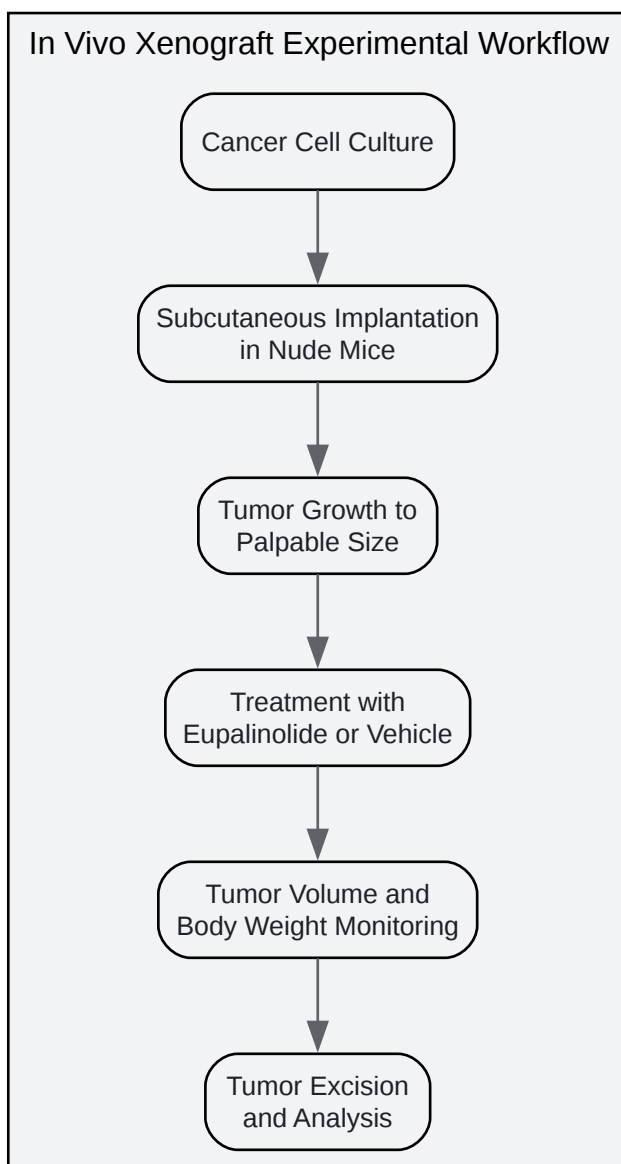 In Vivo Xenograft Experimental Workflow
Cancer Cell Culture
Subcutaneous Implantation
in Nude Mice
Tumor Growth to
Palpable Size
Treatment with
Eupalinolide or Vehicle
Tumor Volume and
Body Weight Monitoring
Tumor Excision
and Analysis